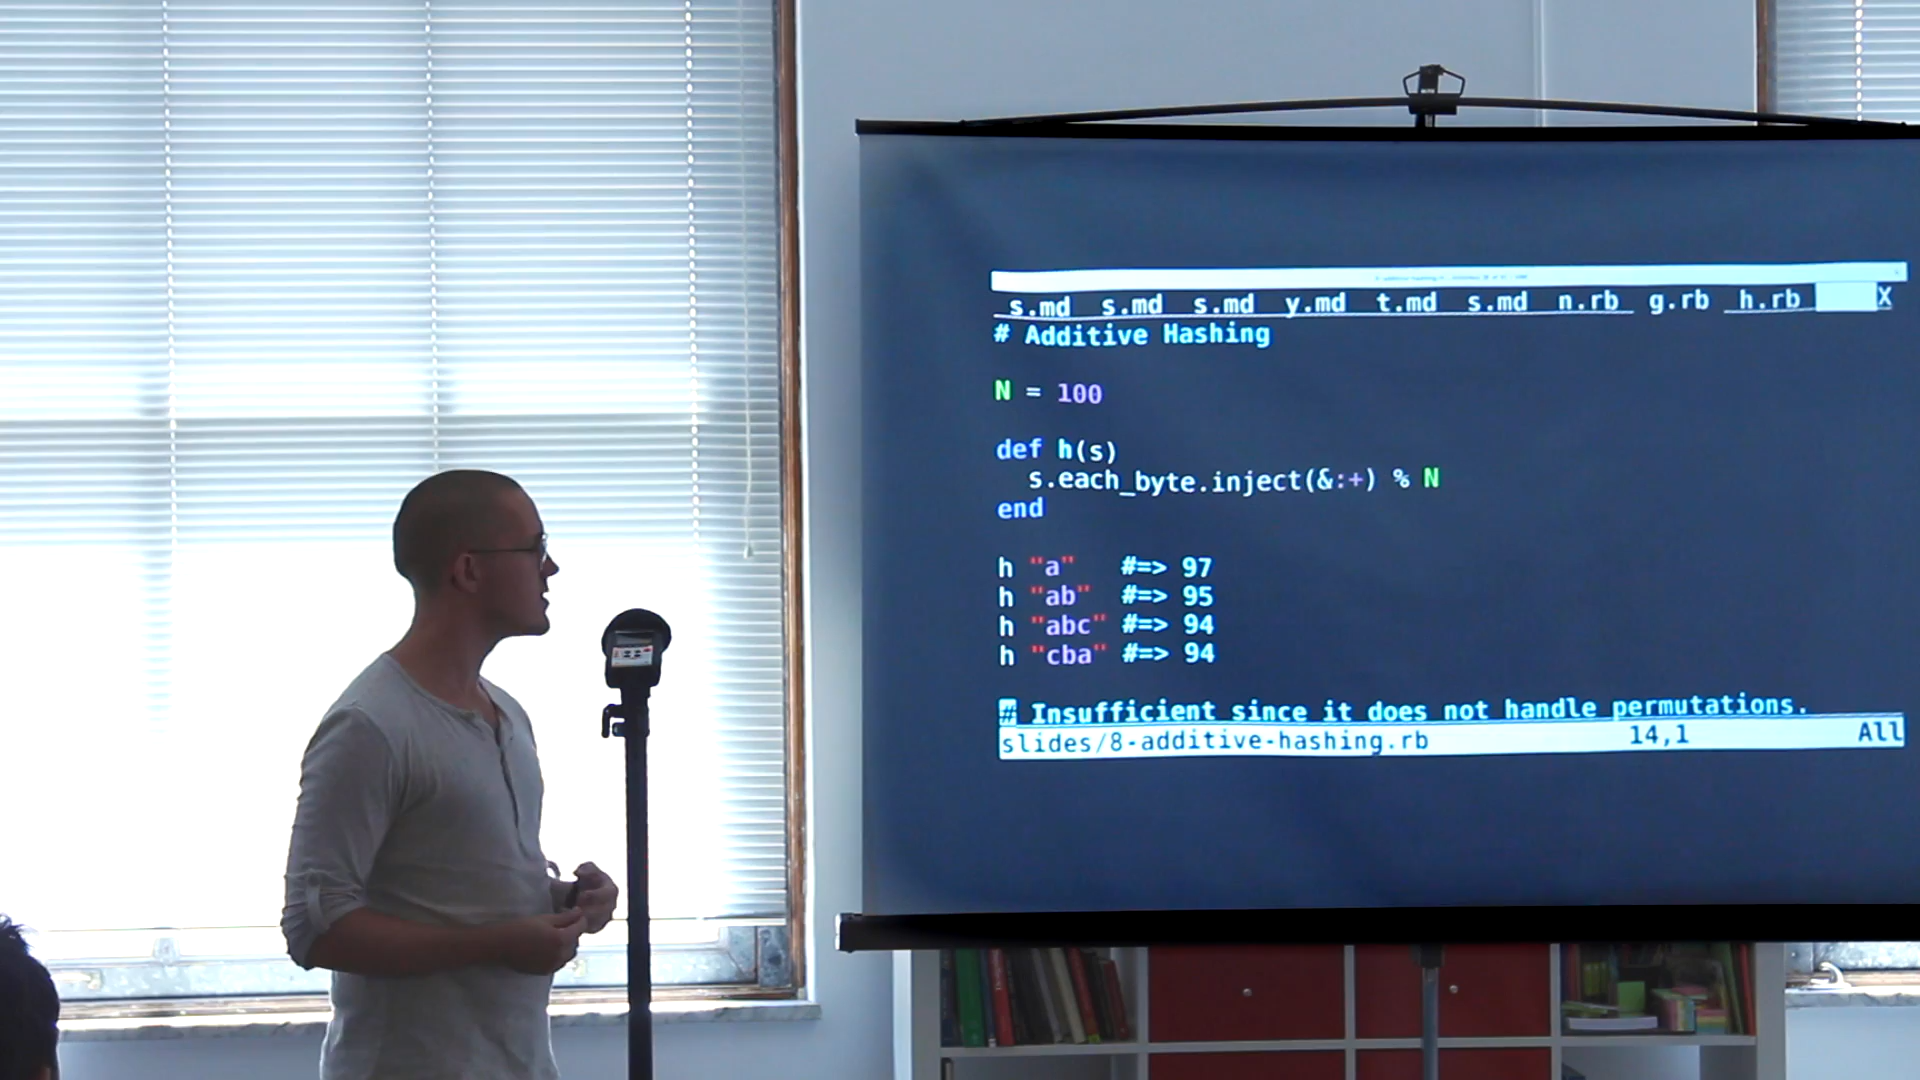 s.md s.md s.md y.md t.md s.md n.rb g.rb h.rb X
# Additive Hashing
N = 100
def h(s)
s.each_byte.inject(&:+) % N
end
h "a" #=> 97
h "ab" #=> 95
h "abc" #=> 94
h "cba" #=> 94
# Insufficient since it does not handle permutations.
slides/8-additive-hashing.rb 14,1 All